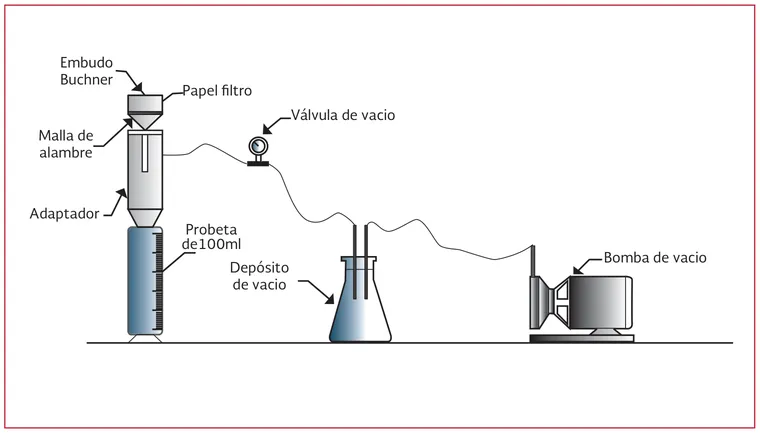 Embudo
Buchner
Papel filtro
Válvula de vacio
Malla de
alambre
Adaptador
Probeta
de100ml
Depósito
de vacio
Bomba de vacio